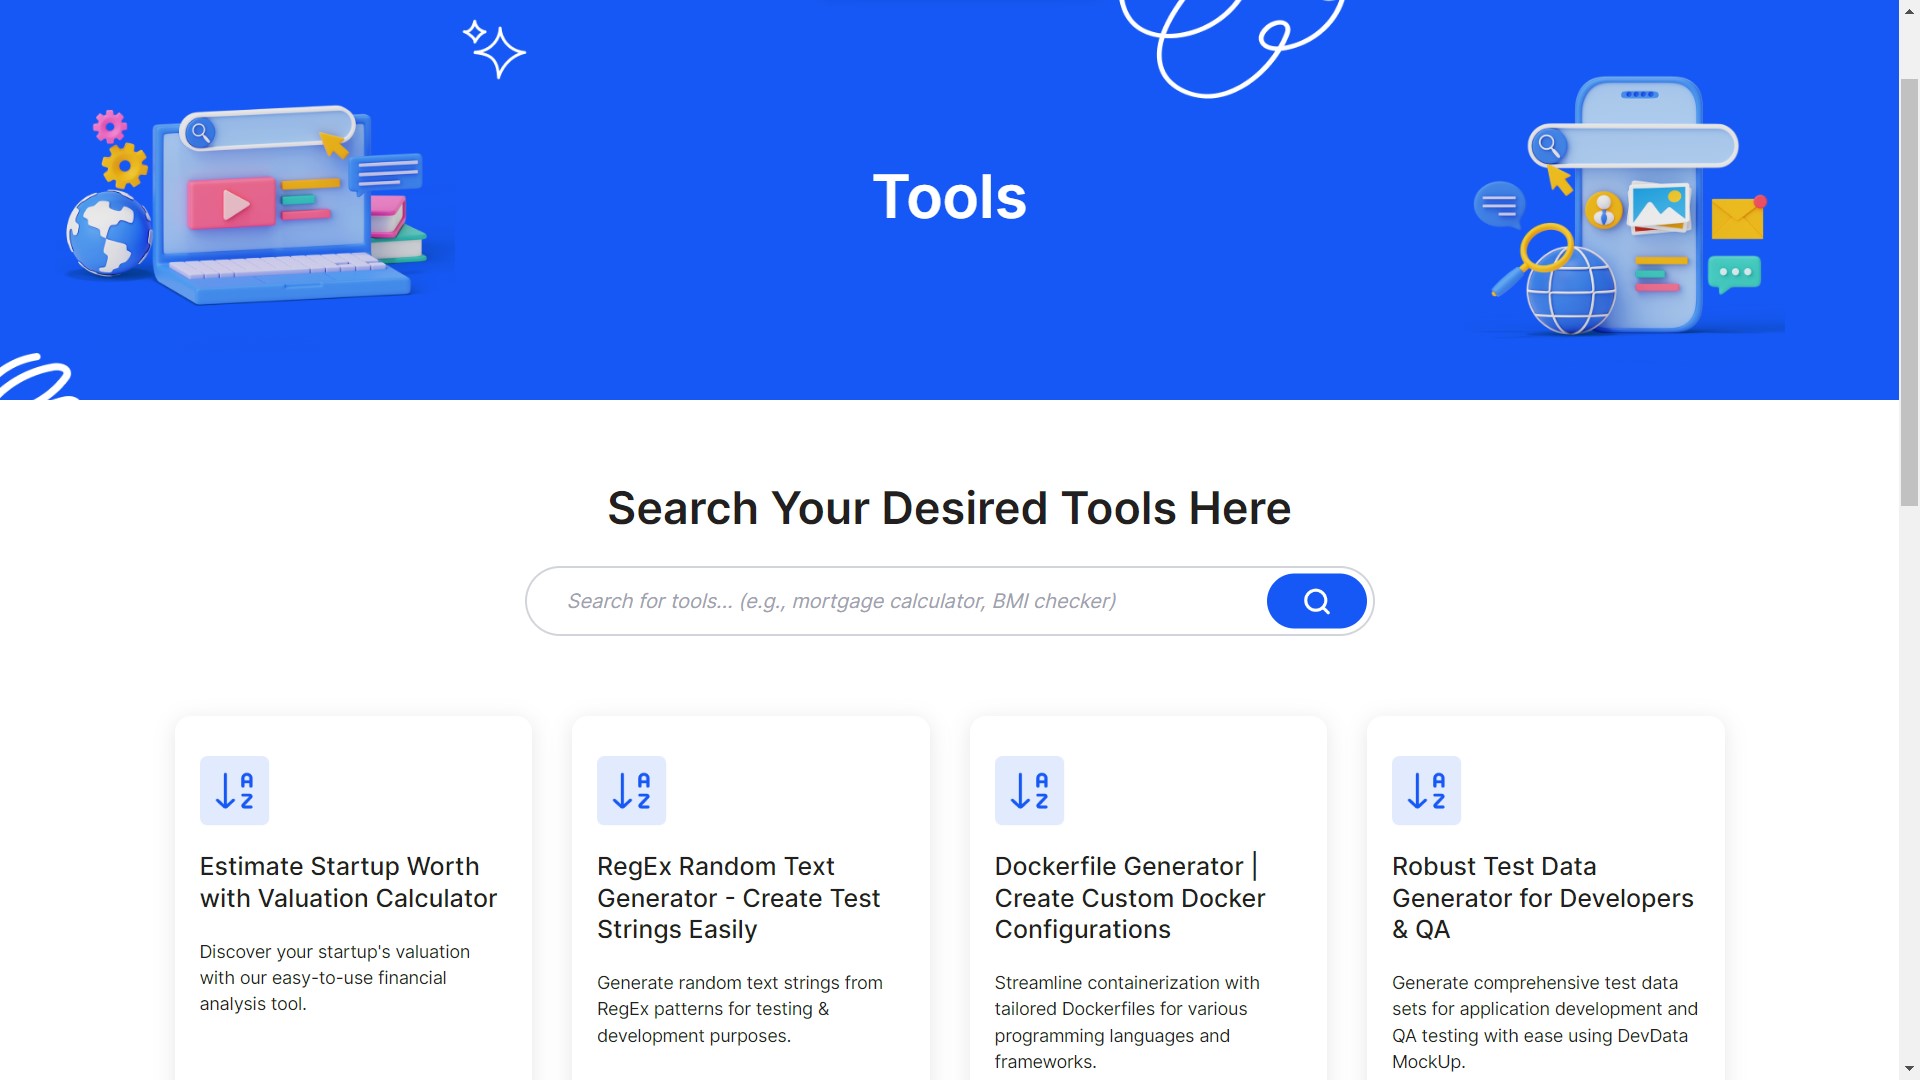 Tools
Search Your Desired Tools Here
Search for tools... (e.g., mortgage calculator, BMI checker)
A
Z
Estimate Startup Worth
with Valuation Calculator
Discover your startup's valuation
with our easy-to-use financial
analysis tool.
A
Z
RegEx Random Text
Generator - Create Test
Strings Easily
Generate random text strings from
RegEx patterns for testing &
development purposes.
A
Z
Dockerfile Generator |
Create Custom Docker
Configurations
Streamline containerization with
tailored Dockerfiles for various
programming languages and
frameworks.
A
Z
Robust Test Data
Generator for Developers
& QA
Generate comprehensive test data
sets for application development and
QA testing with ease using DevData
MockUp.